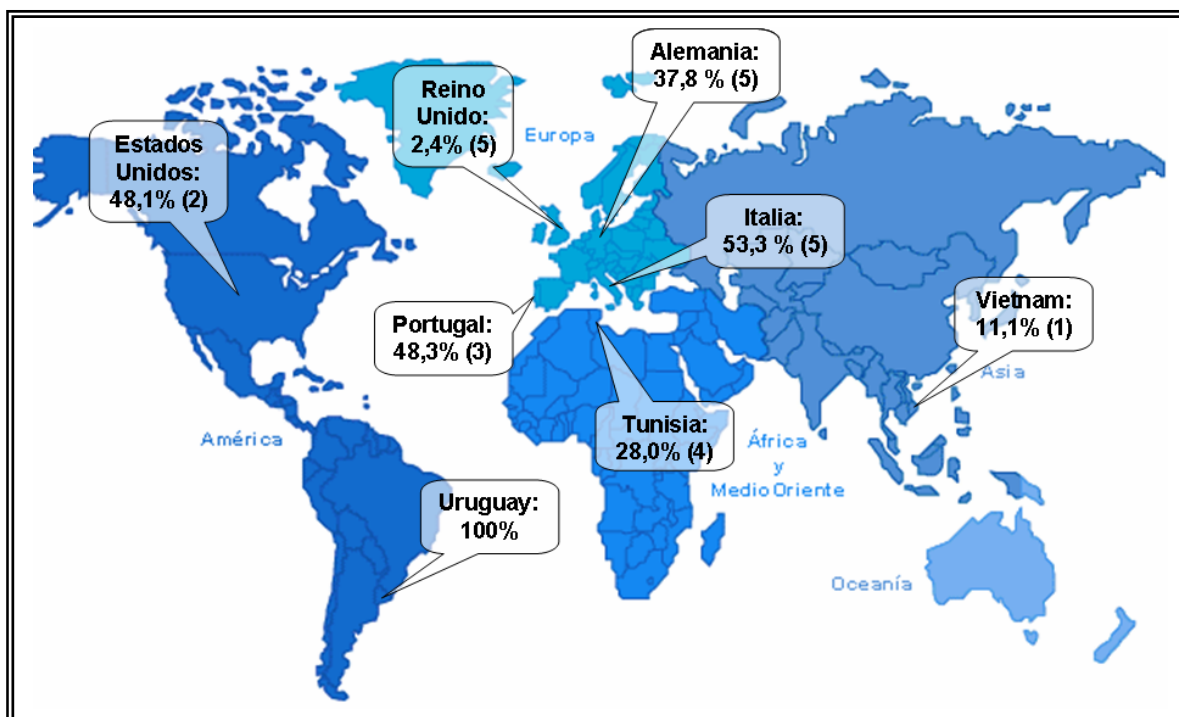 Alemania:
37,8 % (5)
Reino
Unido:
2,4% (5)
Europa
Estados
Unidos:
48,1% (2)
Italia:
53,3 % (5)
Vietnam:
11,1% (1)
Portugal:
48,3% (3)
Asia
Tunisia:
28,0% (4)
América
África
y
Medio Oriente
Uruguay:
100%
Oceanía